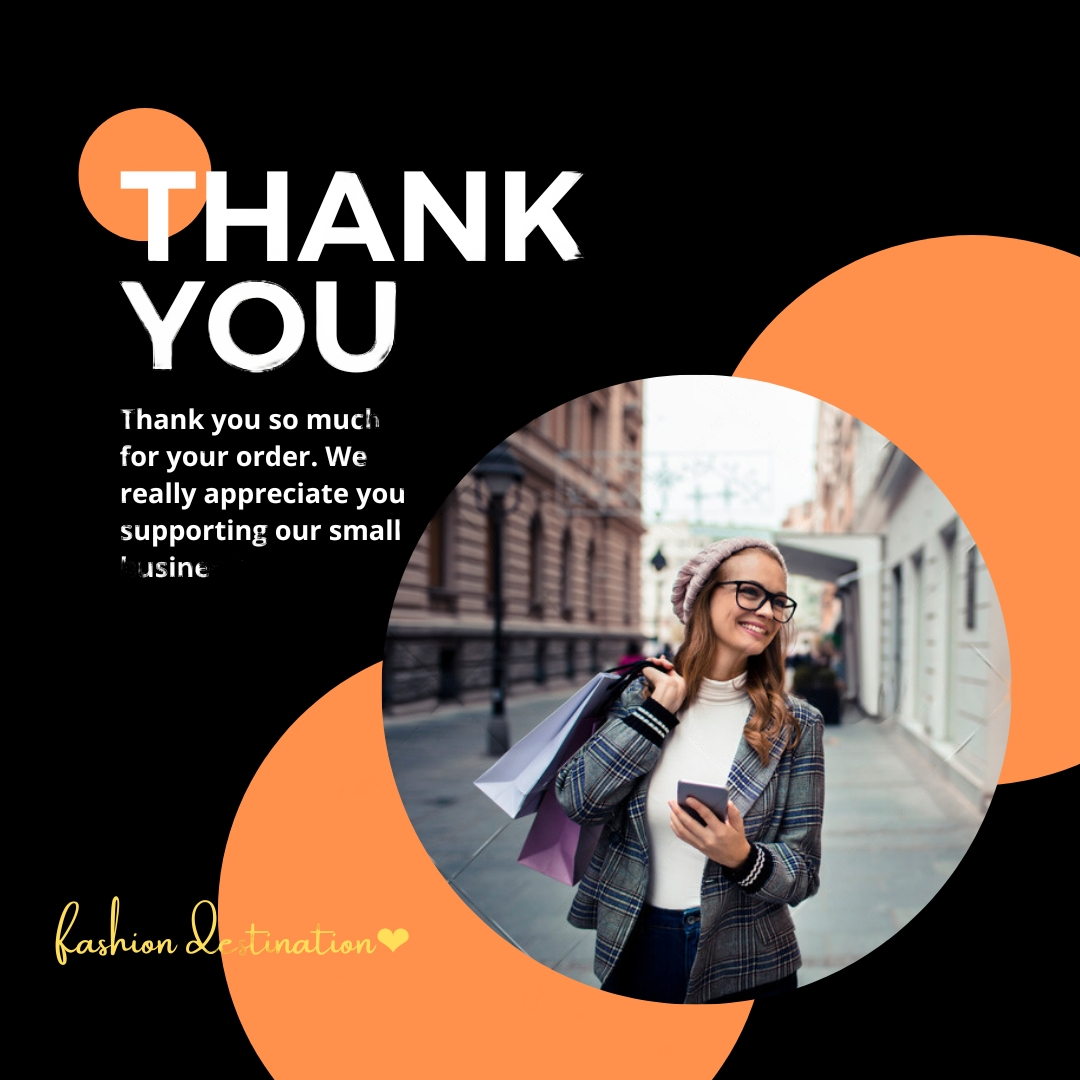 THANK
YOU
Thank you so much
for your order. We
really appreciate you
supporting our small
fashion destination